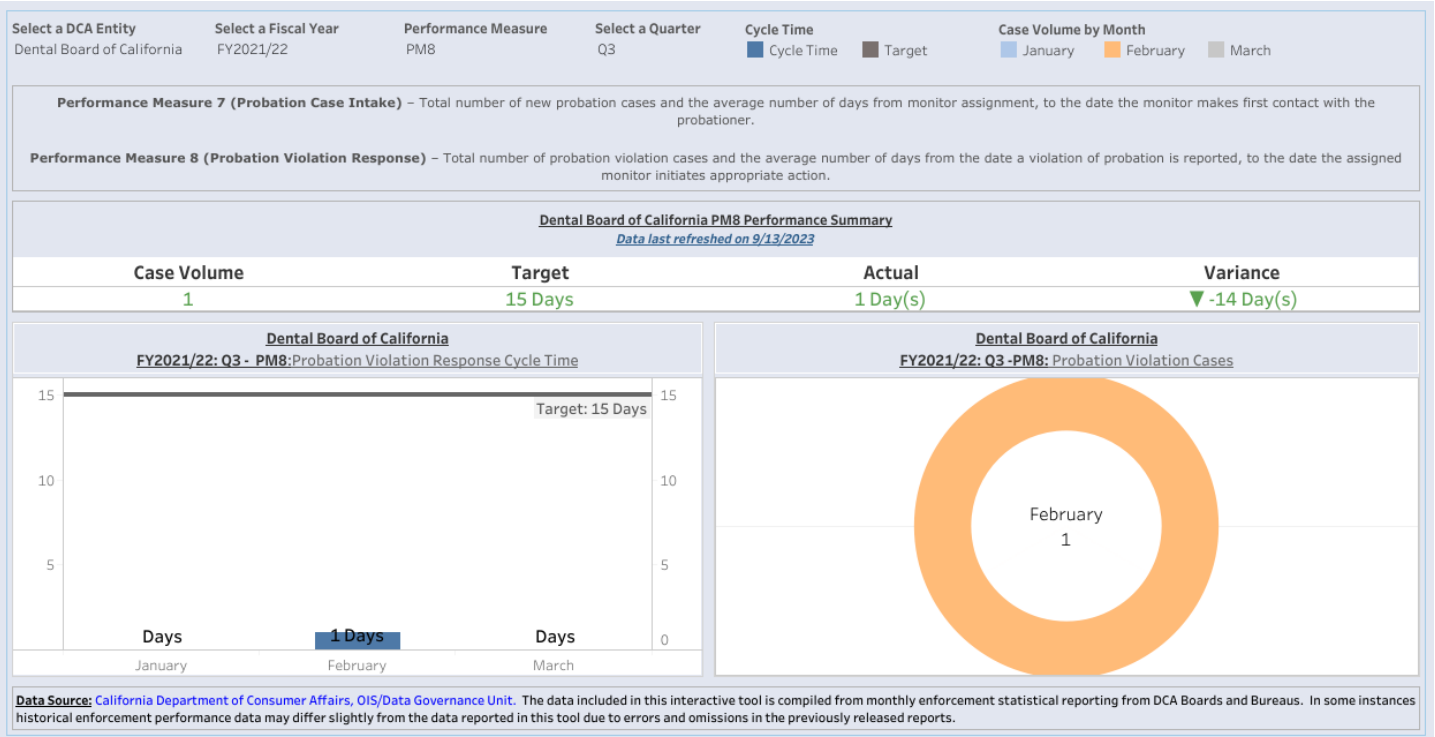 Select a DCA Entity
Dental Board of California
Select a Fiscal Year
FY2021/22
Performance Measure
PM8
Select a Quarter
Q3
Cycle Time
Cycle Time Target
Case Volume by Month
January February March
Performance Measure 7 (Probation Case Intake) – Total number of new probation cases and the average number of days from monitor assignment, to the date the monitor makes first contact with the
probationer.
Performance Measure 8 (Probation Violation Response) – Total number of probation violation cases and the average number of days from the date a violation of probation is reported, to the date the assigned
monitor initiates appropriate action.
Dental Board of California PM8 Performance Summary
Data last refreshed on 9/13/2023
Case Volume Target Actual Variance
1 15 Days 1 Day(s) ▼ -14 Day(s)
Dental Board of California
FY2021/22: Q3 - PM8:Probation Violation Response Cycle Time
15 15
Target: 15 Days
10 10
5 5
Days 1 Days Days 0
January February March
Dental Board of California
FY2021/22: Q3 -PM8: Probation Violation Cases
February
1
Data Source: California Department of Consumer Affairs, OIS/Data Governance Unit. The data included in this interactive tool is compiled from monthly enforcement statistical reporting from DCA Boards and Bureaus. In some instances
historical enforcement performance data may differ slightly from the data reported in this tool due to errors and omissions in the previously released reports.